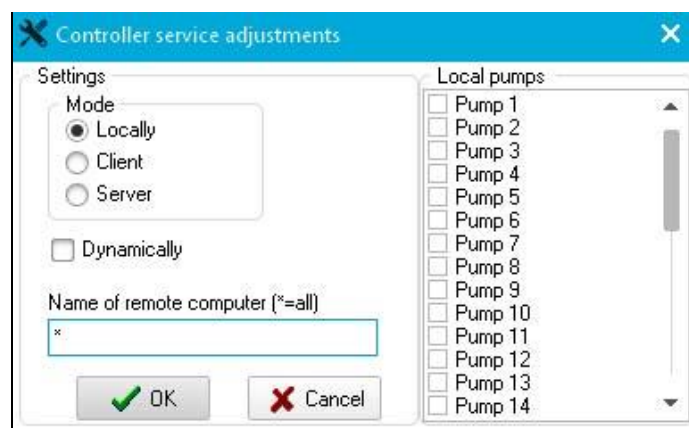 Controller service adjustments
Settings
Mode
Locally
Client
Server
Dynamically
Name of remote computer (*=all)
*
OK
Cancel
Local pumps
Pump 1
Pump 2
Pump 3
Pump 4
Pump 5
Pump 6
Pump 7
Pump 8
Pump 9
Pump 10
Pump 11
Pump 12
Pump 13
Pump 14